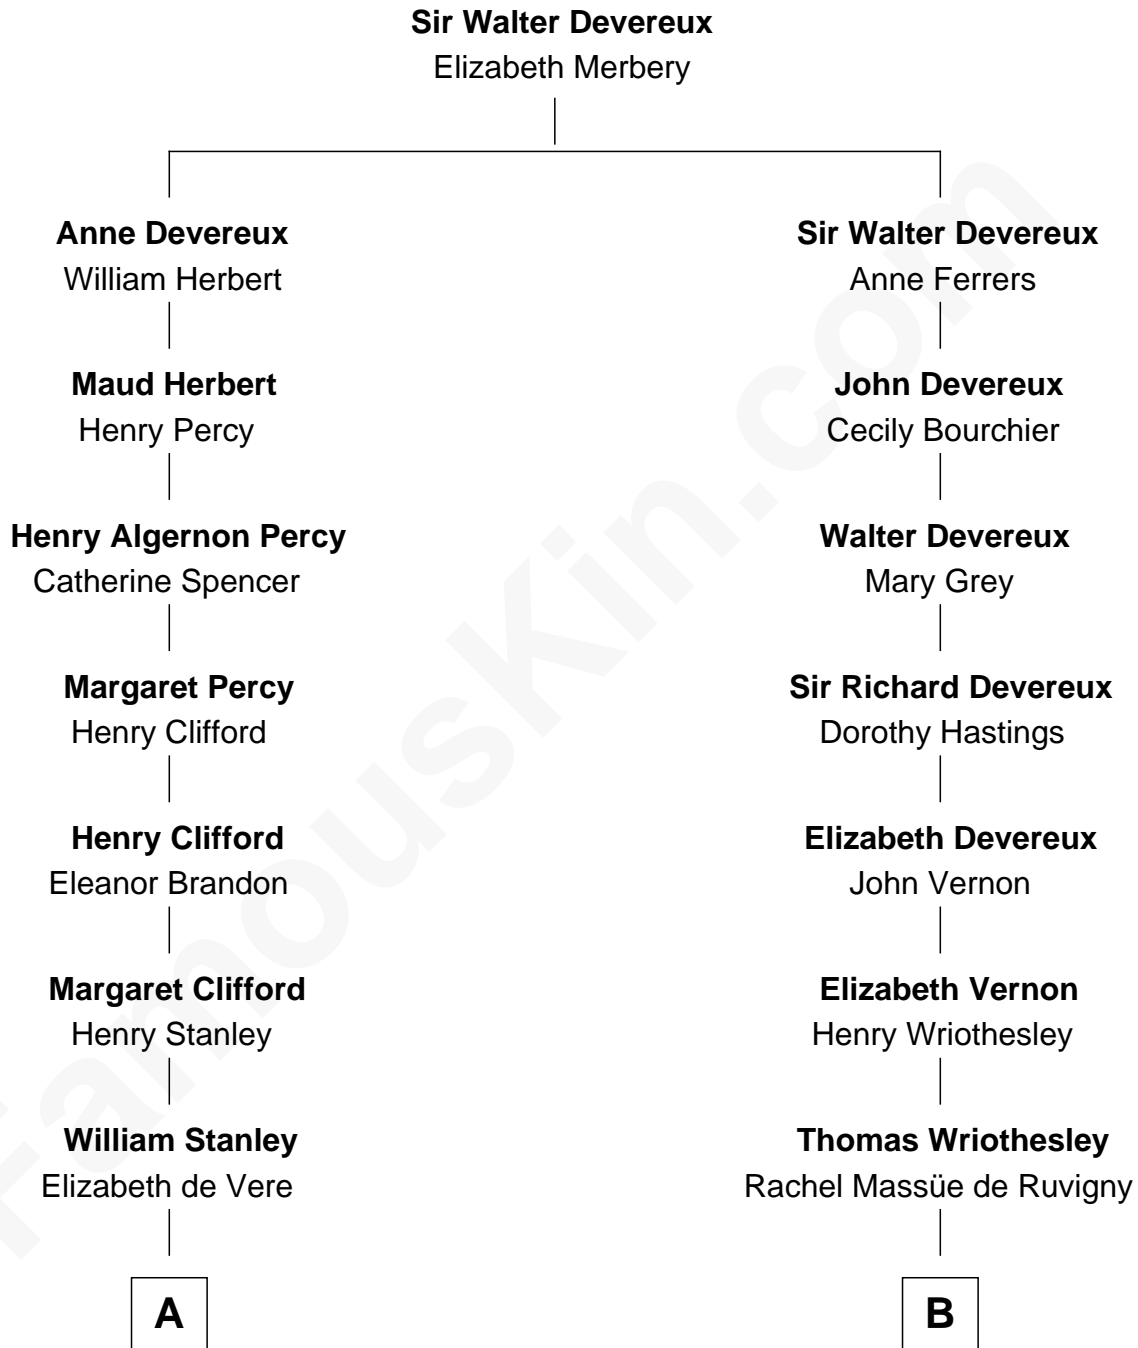 Sir Walter Devereux
Elizabeth Merbery
Anne Devereux
William Herbert
Maud Herbert
Henry Percy
Henry Algernon Percy
Catherine Spencer
Margaret Percy
Henry Clifford
Henry Clifford
Eleanor Brandon
Margaret Clifford
Henry Stanley
William Stanley
Elizabeth de Vere
A
Sir Walter Devereux
Anne Ferrers
John Devereux
Cecily Bourchier
Walter Devereux
Mary Grey
Sir Richard Devereux
Dorothy Hastings
Elizabeth Devereux
John Vernon
Elizabeth Vernon
Henry Wriothesley
Thomas Wriothesley
Rachel Massüe de Ruvigny
B
FamousKin.com